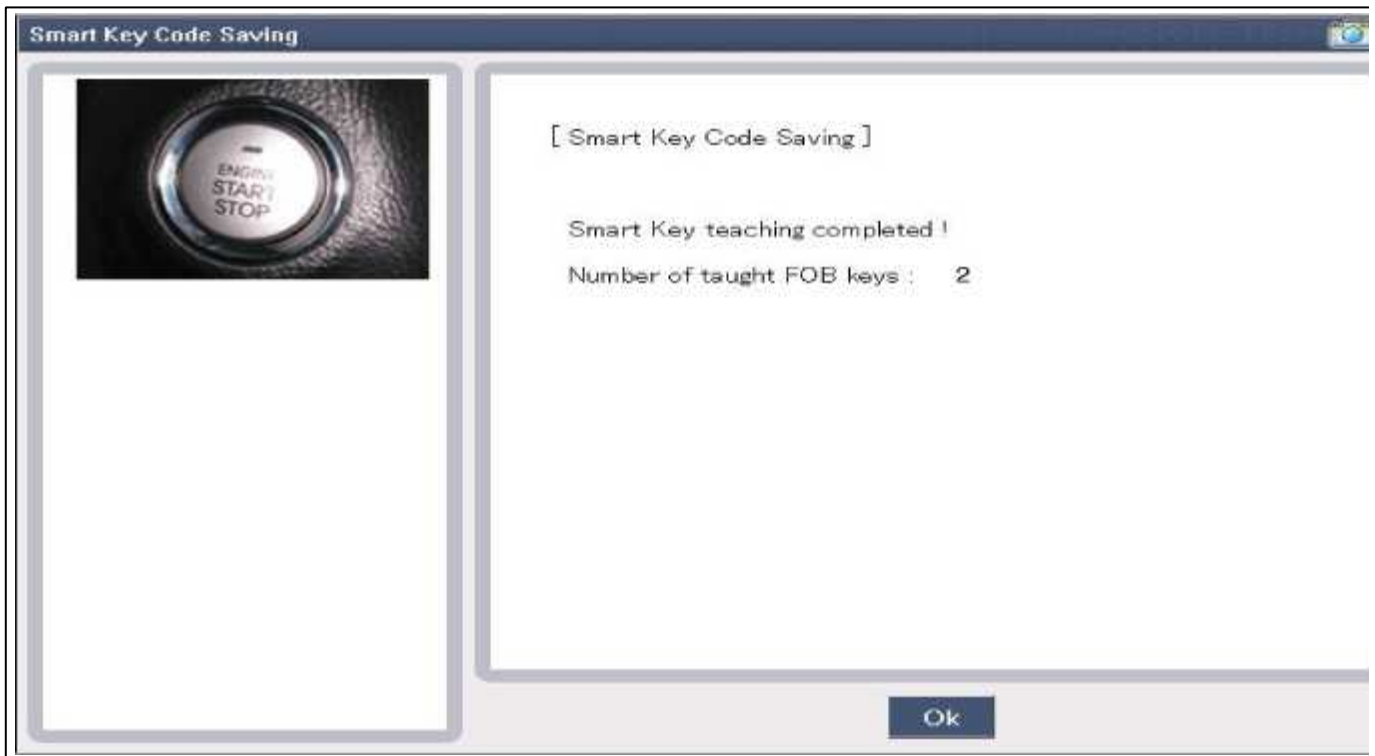 Smart Key Code Saving
ENGINE
START
STOP
[ Smart Key Code Saving ]
Smart Key teaching completed !
Number of taught FOB keys : 2
Ok